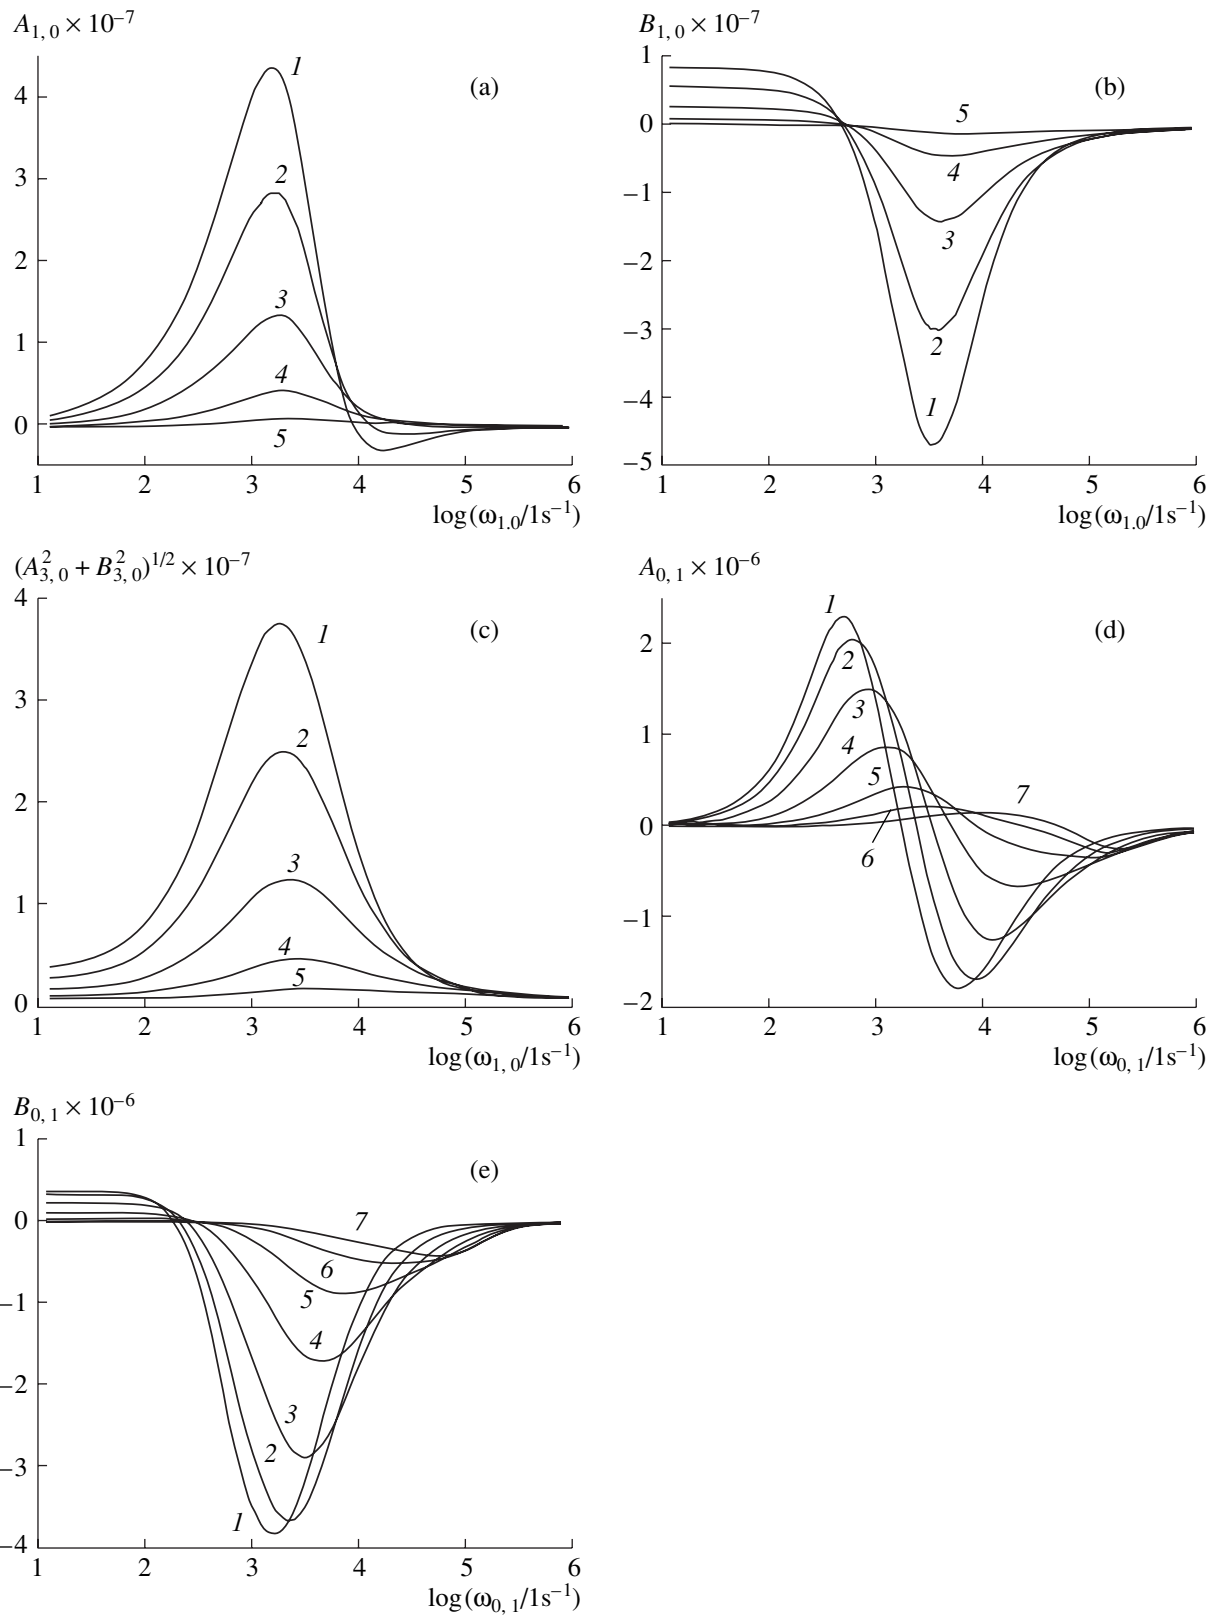 A1, 0 × 10−7
(a)
4
3
2
1
0
1 2 3 4 5
1 2 3 4 5 6
log(ω1.0/1s−1)
B1, 0 × 10−7
(b)
1
0
−1
−2
−3
−4
−5
5
4
3
2
1
1 2 3 4 5 6
log(ω1.0/1s−1)
(A²3, 0 + B²3, 0)1/2 × 10−7
(c)
4
3
2
1
0
1
2
3
4
5
1 2 3 4 5 6
log(ω1, 0/1s−1)
A0, 1 × 10−6
(d)
2
1
0
−1
−2
1
2
3
4
5
7
6
1 2 3 4 5 6
log(ω0, 1/1s−1)
B0, 1 × 10−6
(e)
1
0
−1
−2
−3
−4
7
6
5
4
3
2
1
1 2 3 4 5 6
log(ω0, 1/1s−1)